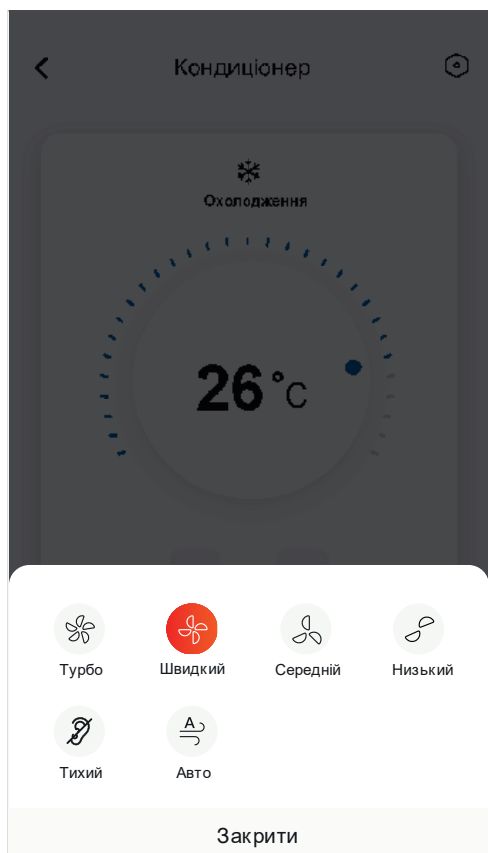 Кондиціонер
Охолодження
26 °C
Турбо Швидкий Середній Низький
A
Тихий Авто
Закрити